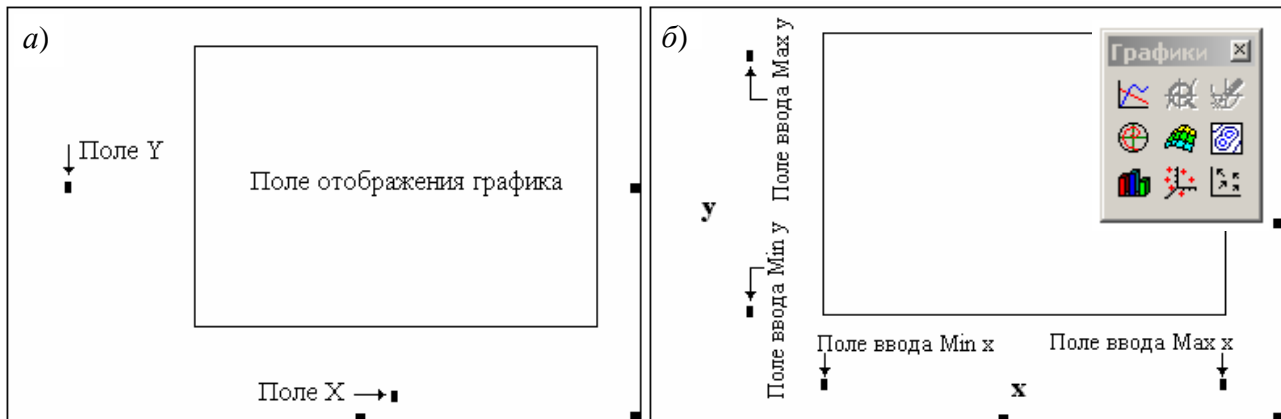 а)
Поле Y
Поле отображения графика
Поле X
б)
Поле ввода Max y
y
Поле ввода Min y
Поле ввода Min x
Поле ввода Max x
x
Графики